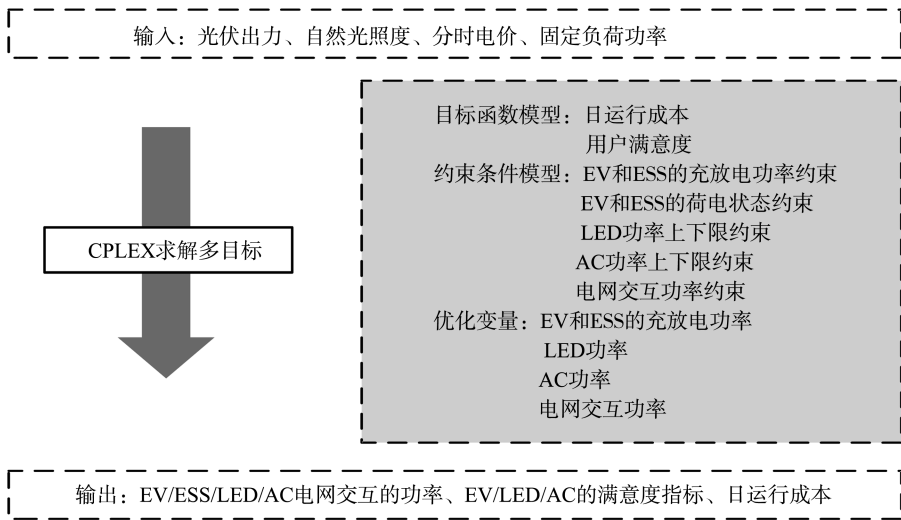 输入：光伏出力、自然光照度、分时电价、固定负荷功率
目标函数模型：日运行成本
用户满意度
约束条件模型：EV和ESS的充放电功率约束
EV和ESS的荷电状态约束
LED功率上下限约束
AC功率上下限约束
电网交互功率约束
优化变量：EV和ESS的充放电功率
LED功率
AC功率
电网交互功率
CPLEX求解多目标
输出：EV/ESS/LED/AC电网交互的功率、EV/LED/AC的满意度指标、日运行成本